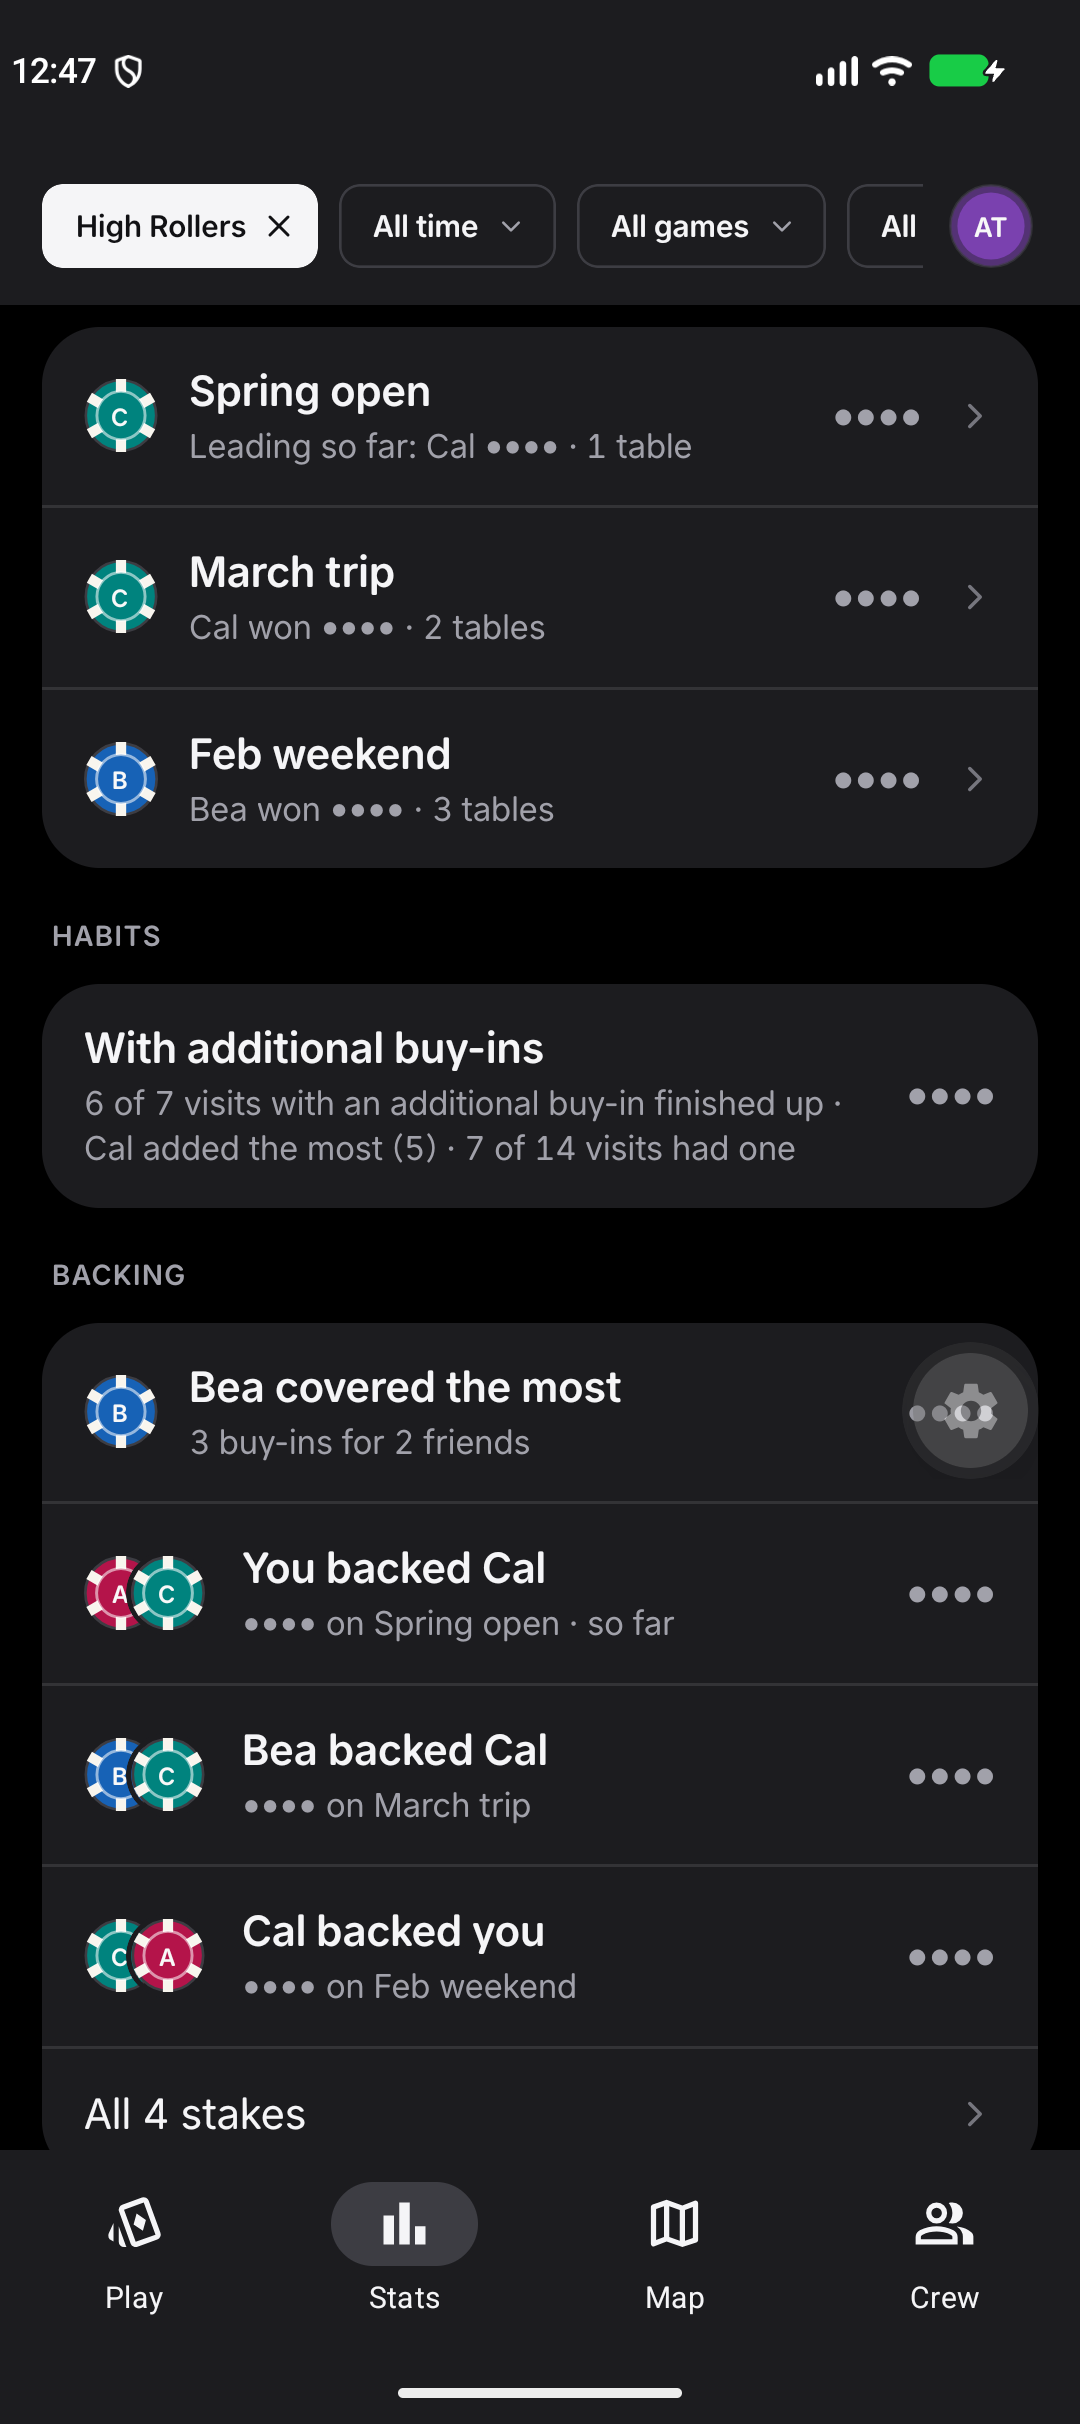 12:47
High Rollers
All time
All games
All
AT
C
Spring open
Leading so far: Cal •••• · 1 table
••••
C
March trip
Cal won •••• · 2 tables
••••
B
Feb weekend
Bea won •••• · 3 tables
••••
HABITS
With additional buy-ins
6 of 7 visits with an additional buy-in finished up ·
Cal added the most (5) · 7 of 14 visits had one
••••
BACKING
B
Bea covered the most
3 buy-ins for 2 friends
••••
A C
You backed Cal
•••• on Spring open · so far
••••
B C
Bea backed Cal
•••• on March trip
••••
C A
Cal backed you
•••• on Feb weekend
••••
All 4 stakes
Play
Stats
Map
Crew